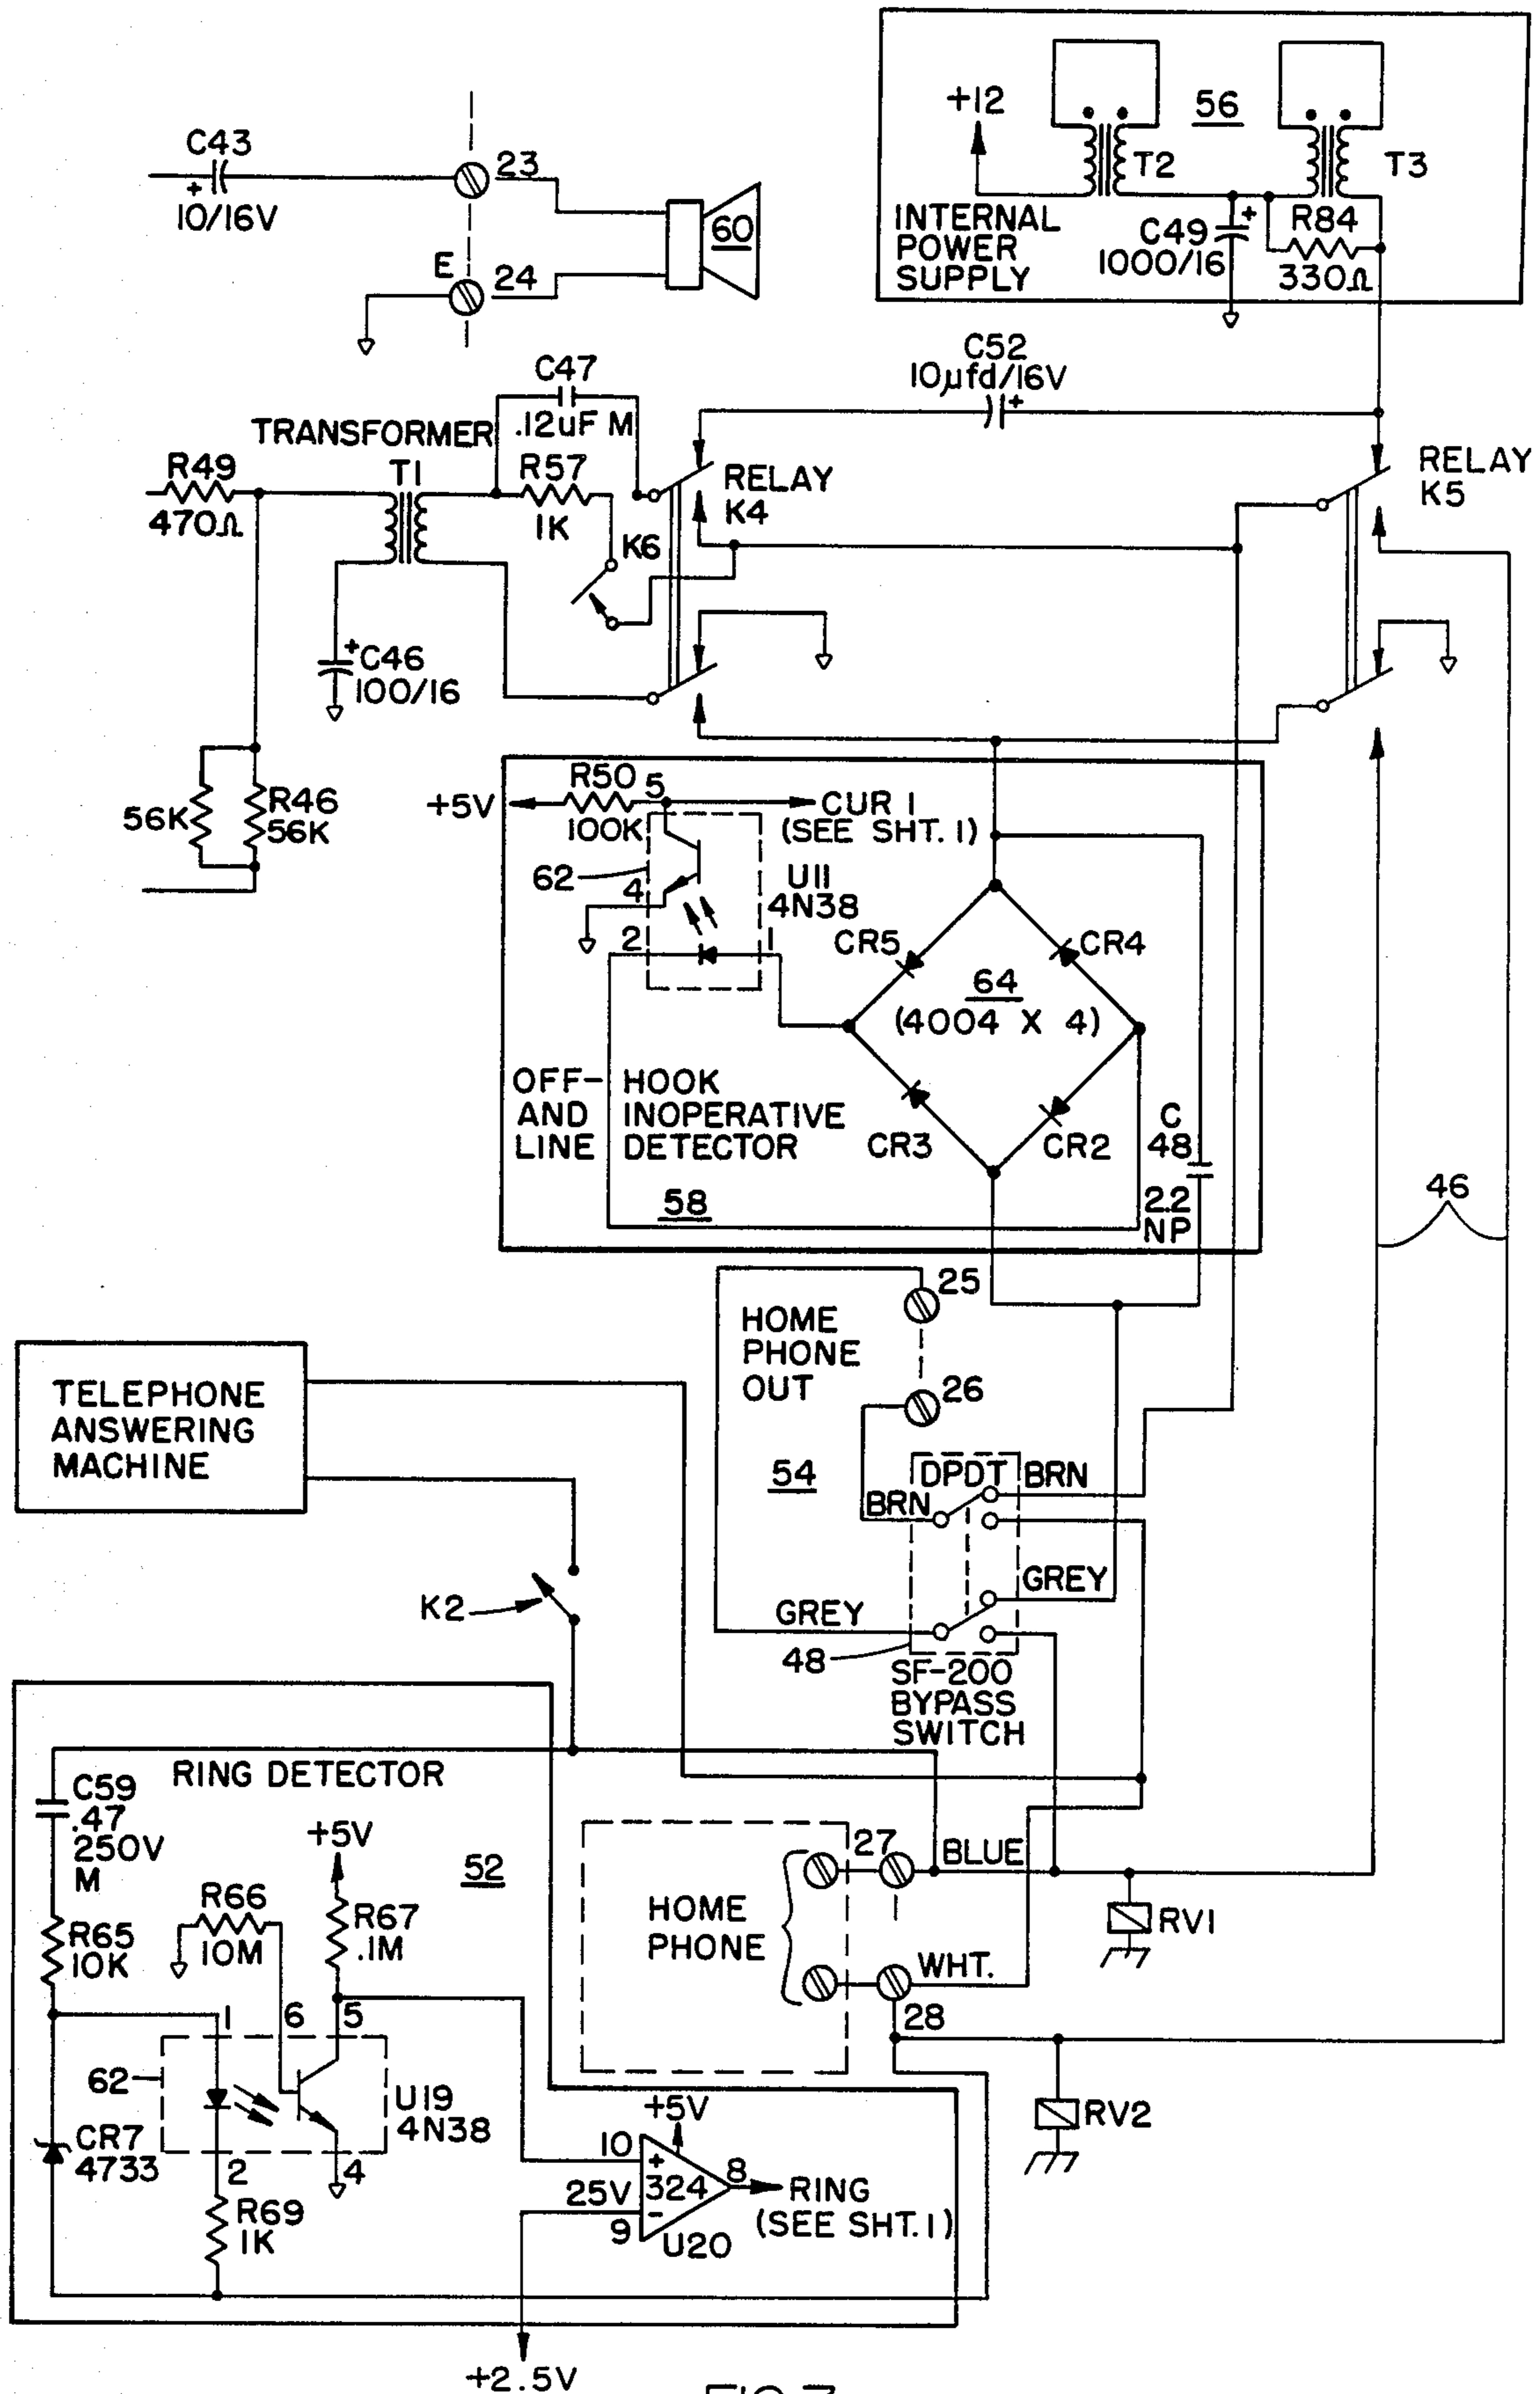 +12
56
T2
T3
INTERNAL
POWER
SUPPLY
C49
1000/16
+
R84
330Ω
C43
+
10/16V
23
E
24
60
C52
10µfd/16V
+
C47
.12uF M
TRANSFORMER
T1
R49
470Ω
R57
1K
K6
RELAY
K4
RELAY
K5
+
C46
100/16
56K
R46
56K
+5V
R50
100K
5
CUR 1
(SEE SHT. 1)
62
4
U11
4N38
2
1
CR5
CR4
64
(4004 X 4)
CR3
CR2
OFF-HOOK
AND INOPERATIVE
LINE DETECTOR
58
C
48
2.2
NP
46
25
HOME
PHONE
OUT
26
TELEPHONE
ANSWERING
MACHINE
54
DPDT
BRN
BRN
GREY
GREY
K2
48
SF-200
BYPASS
SWITCH
RING DETECTOR
C59
.47
250V
M
+5V
52
R66
10M
R67
.1M
R65
10K
1
6
5
62
U19
4N38
CR7
4733
2
4
R69
1K
27
BLUE
HOME
PHONE
WHT.
28
RV1
RV2
+5V
10
+
324
8
RING
(SEE SHT. 1)
25V
-
9
U20
+2.5V